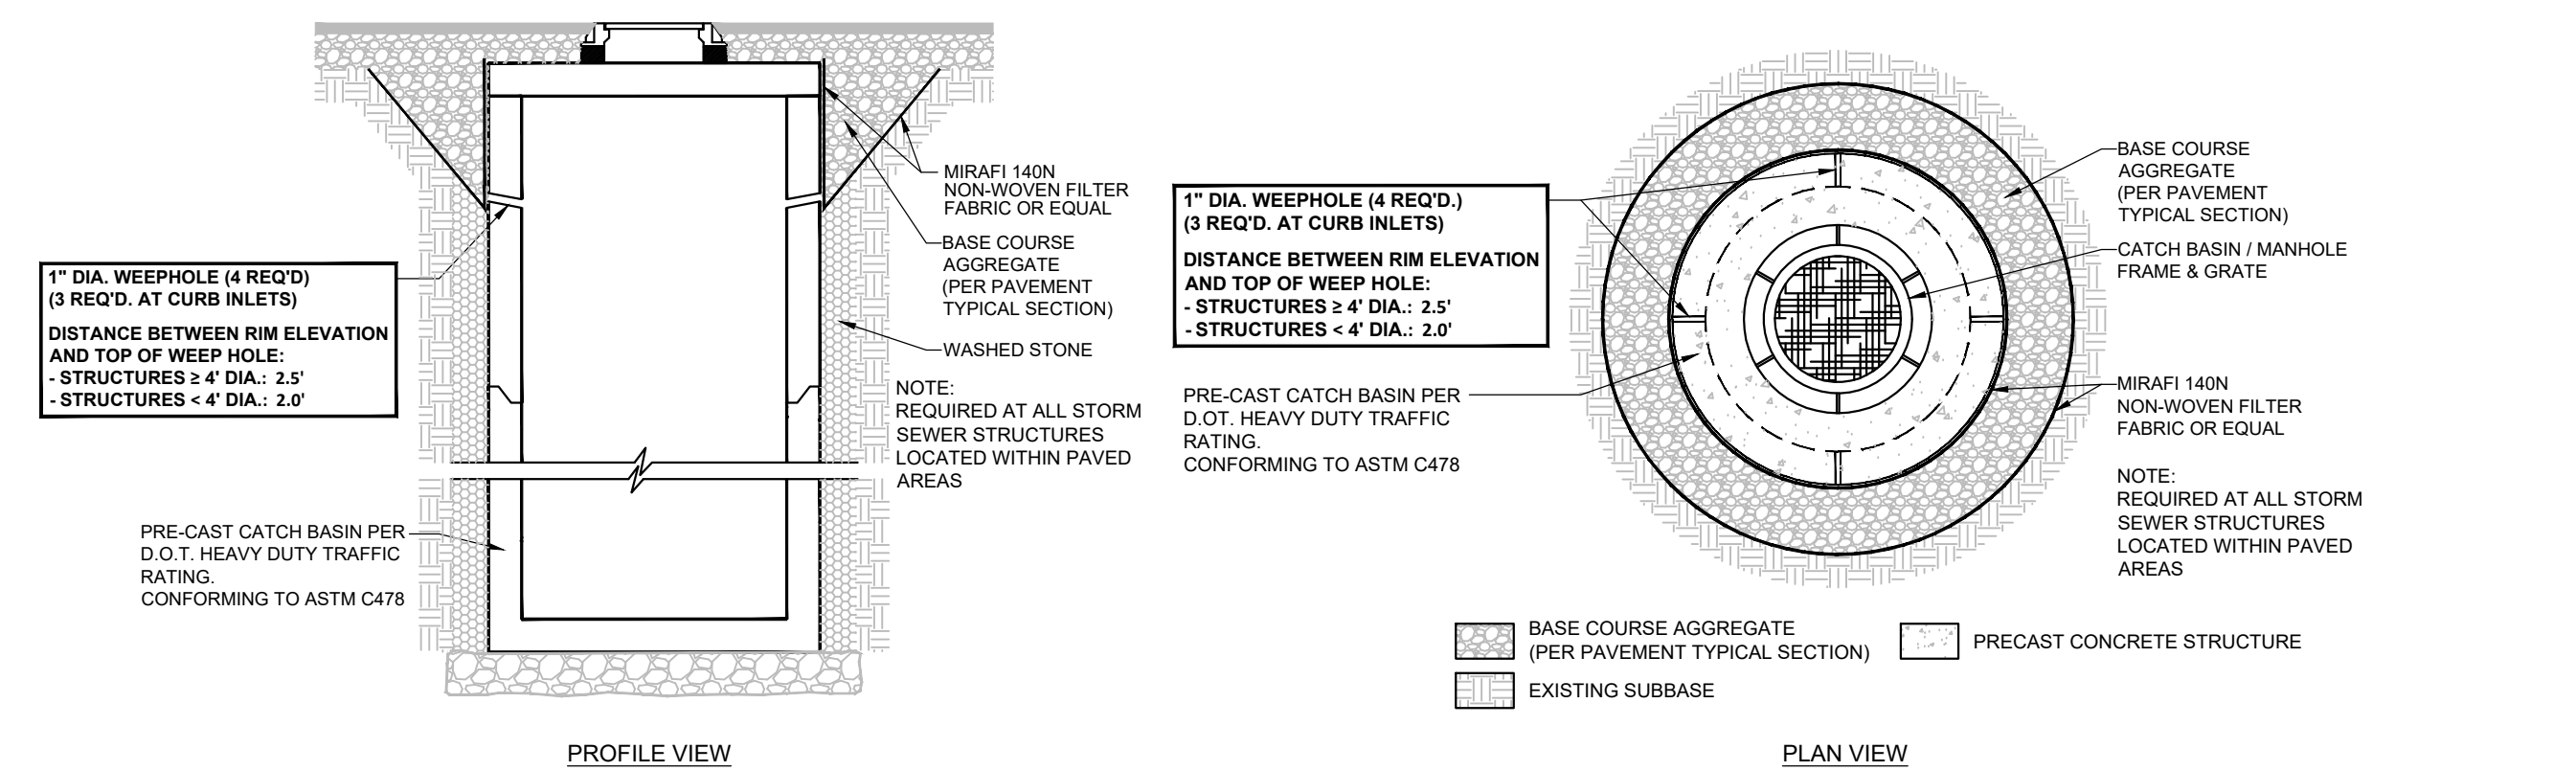 1" DIA. WEEPHOLE (4 REQ'D)
(3 REQ'D. AT CURB INLETS)
DISTANCE BETWEEN RIM ELEVATION
AND TOP OF WEEP HOLE:
- STRUCTURES ≥ 4' DIA.: 2.5'
- STRUCTURES < 4' DIA.: 2.0'
PRE-CAST CATCH BASIN PER
D.O.T. HEAVY DUTY TRAFFIC
RATING.
CONFORMING TO ASTM C478
MIRAFI 140N
NON-WOVEN FILTER
FABRIC OR EQUAL
BASE COURSE
AGGREGATE
(PER PAVEMENT
TYPICAL SECTION)
WASHED STONE
NOTE:
REQUIRED AT ALL STORM
SEWER STRUCTURES
LOCATED WITHIN PAVED
AREAS
PROFILE VIEW
1" DIA. WEEPHOLE (4 REQ'D.)
(3 REQ'D. AT CURB INLETS)
DISTANCE BETWEEN RIM ELEVATION
AND TOP OF WEEP HOLE:
- STRUCTURES ≥ 4' DIA.: 2.5'
- STRUCTURES < 4' DIA.: 2.0'
PRE-CAST CATCH BASIN PER
D.OT. HEAVY DUTY TRAFFIC
RATING.
CONFORMING TO ASTM C478
BASE COURSE
AGGREGATE
(PER PAVEMENT
TYPICAL SECTION)
CATCH BASIN / MANHOLE
FRAME & GRATE
MIRAFI 140N
NON-WOVEN FILTER
FABRIC OR EQUAL
NOTE:
REQUIRED AT ALL STORM
SEWER STRUCTURES
LOCATED WITHIN PAVED
AREAS
BASE COURSE AGGREGATE
(PER PAVEMENT TYPICAL SECTION)
PRECAST CONCRETE STRUCTURE
EXISTING SUBBASE
PLAN VIEW